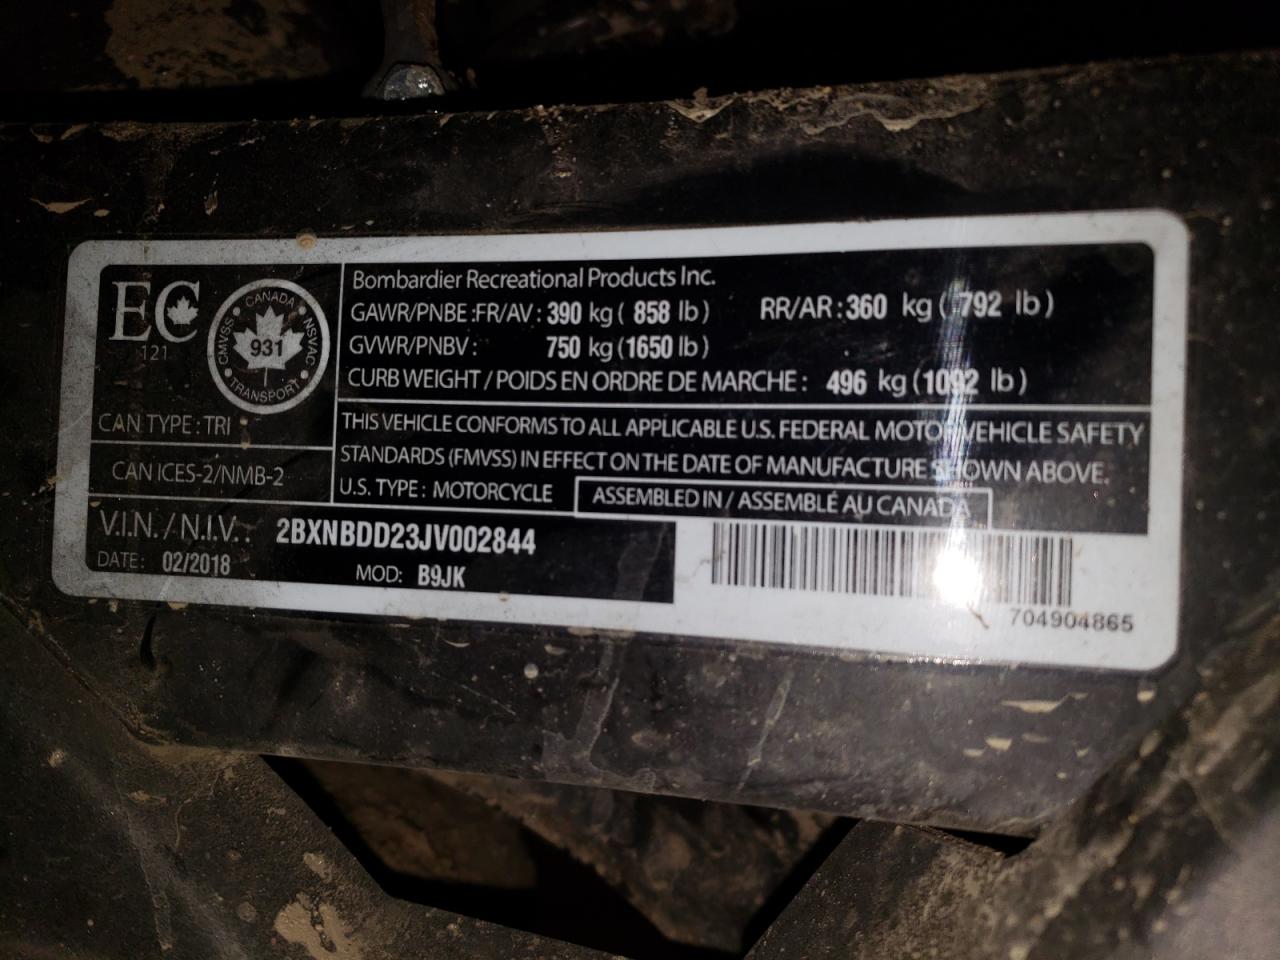 EC
121
CANADA
CMVSS
931
NSVAC
TRANSPORT
CAN TYPE : TRI
CAN ICES-2/NMB-2
Bombardier Recreational Products Inc.
GAWR/PNBE :FR/AV : 390 kg ( 858 lb ) RR/AR : 360 kg ( 792 lb )
GVWR/PNBV : 750 kg (1650 lb )
CURB WEIGHT / POIDS EN ORDRE DE MARCHE : 496 kg (1092 lb )
THIS VEHICLE CONFORMS TO ALL APPLICABLE U.S. FEDERAL MOTOR VEHICLE SAFETY
STANDARDS (FMVSS) IN EFFECT ON THE DATE OF MANUFACTURE SHOWN ABOVE.
U.S. TYPE : MOTORCYCLE ASSEMBLED IN / ASSEMBLÉ AU CANADA
V.I.N. / N.I.V. : 2BXNBDD23JV002844
DATE : 02/2018 MOD: B9JK
704904865